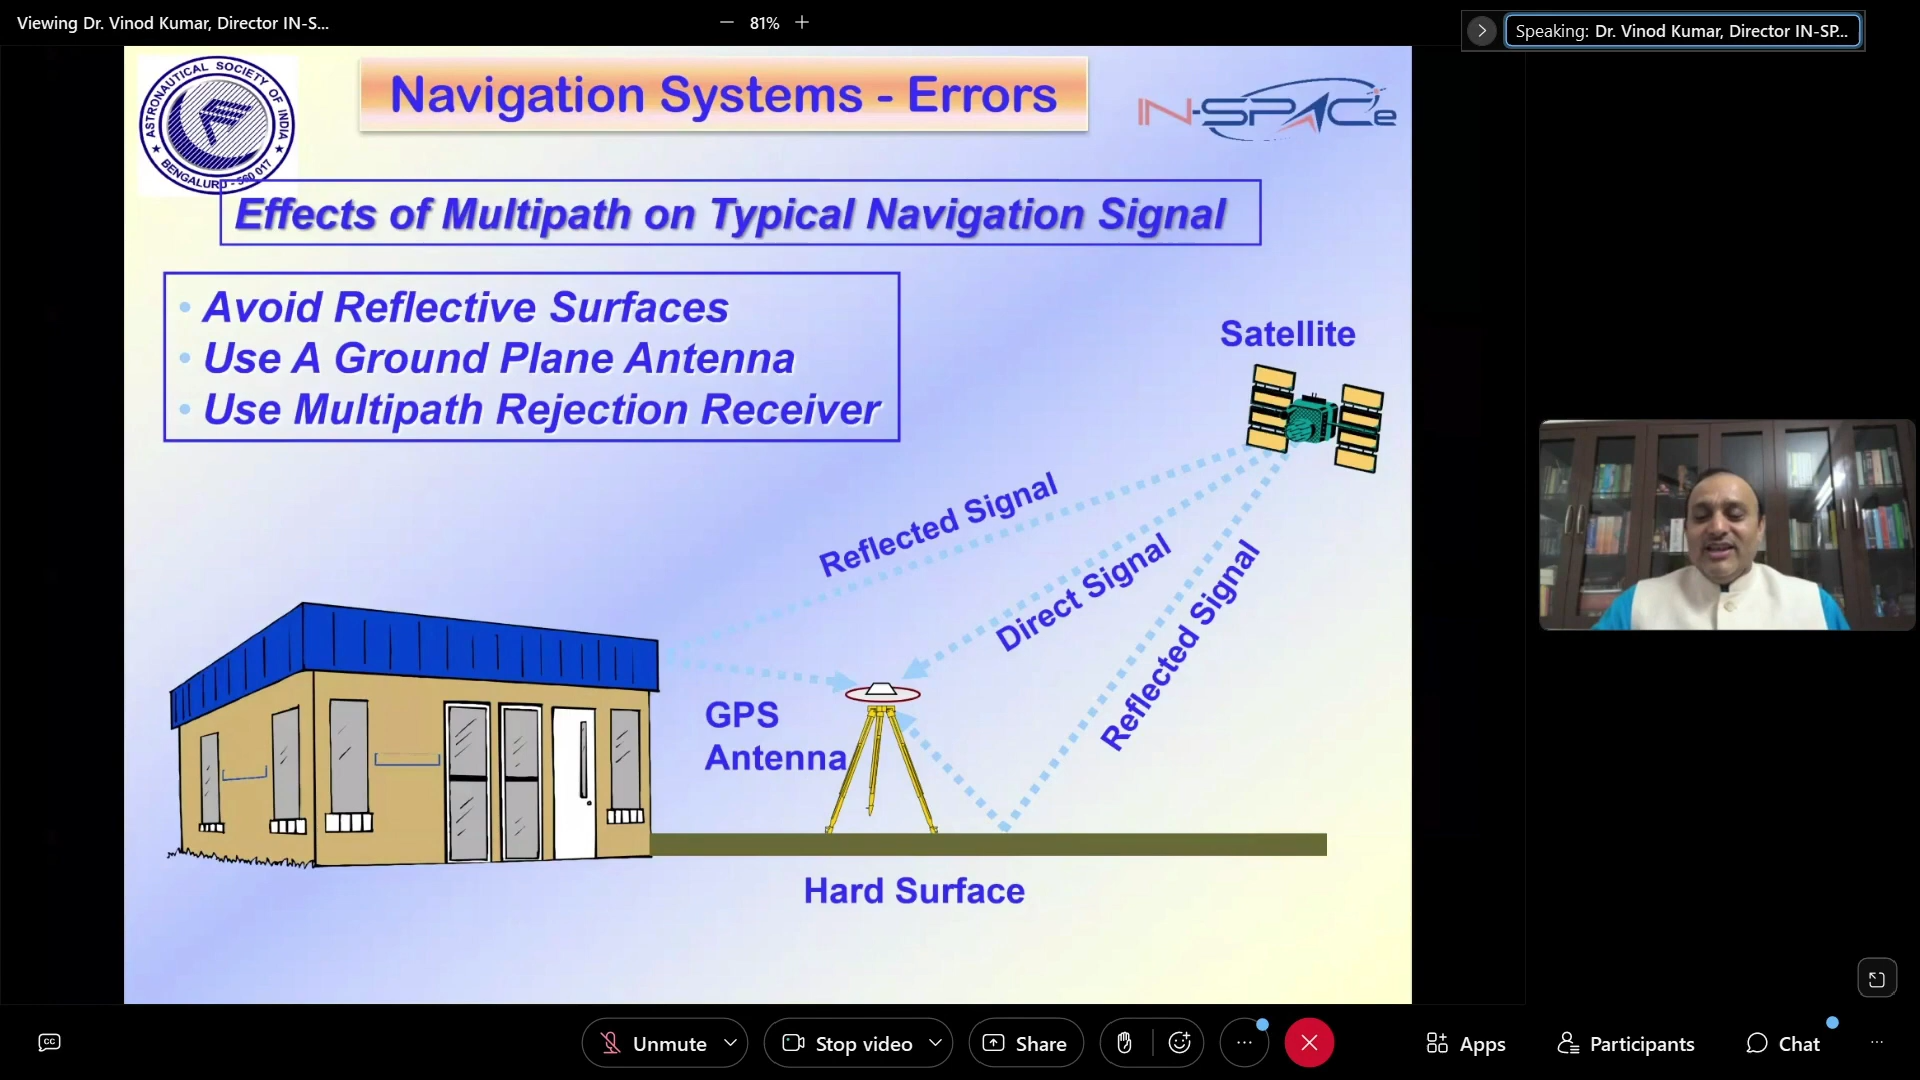 Viewing Dr. Vinod Kumar, Director IN-S...
81%
Speaking: Dr. Vinod Kumar, Director IN-SP...
ASTRONAUTICAL SOCIETY OF INDIA
BENGALURU - 560 017
Navigation Systems - Errors
IN-SPACe
Effects of Multipath on Typical Navigation Signal
• Avoid Reflective Surfaces
• Use A Ground Plane Antenna
• Use Multipath Rejection Receiver
Satellite
Reflected Signal
Direct Signal
Reflected Signal
GPS
Antenna
Hard Surface
CC
Unmute
Stop video
Share
Apps
Participants
Chat